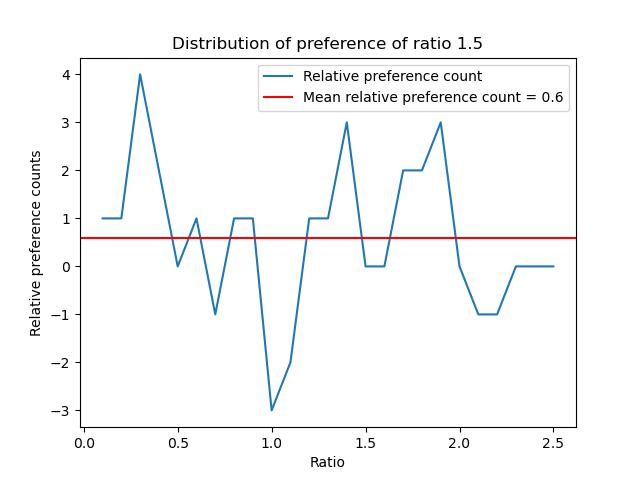 Distribution of preference of ratio 1.5
Relative preference count
Mean relative preference count = 0.6
Relative preference counts
4
3
2
1
0
−1
−2
−3
0.0 0.5 1.0 1.5 2.0 2.5
Ratio